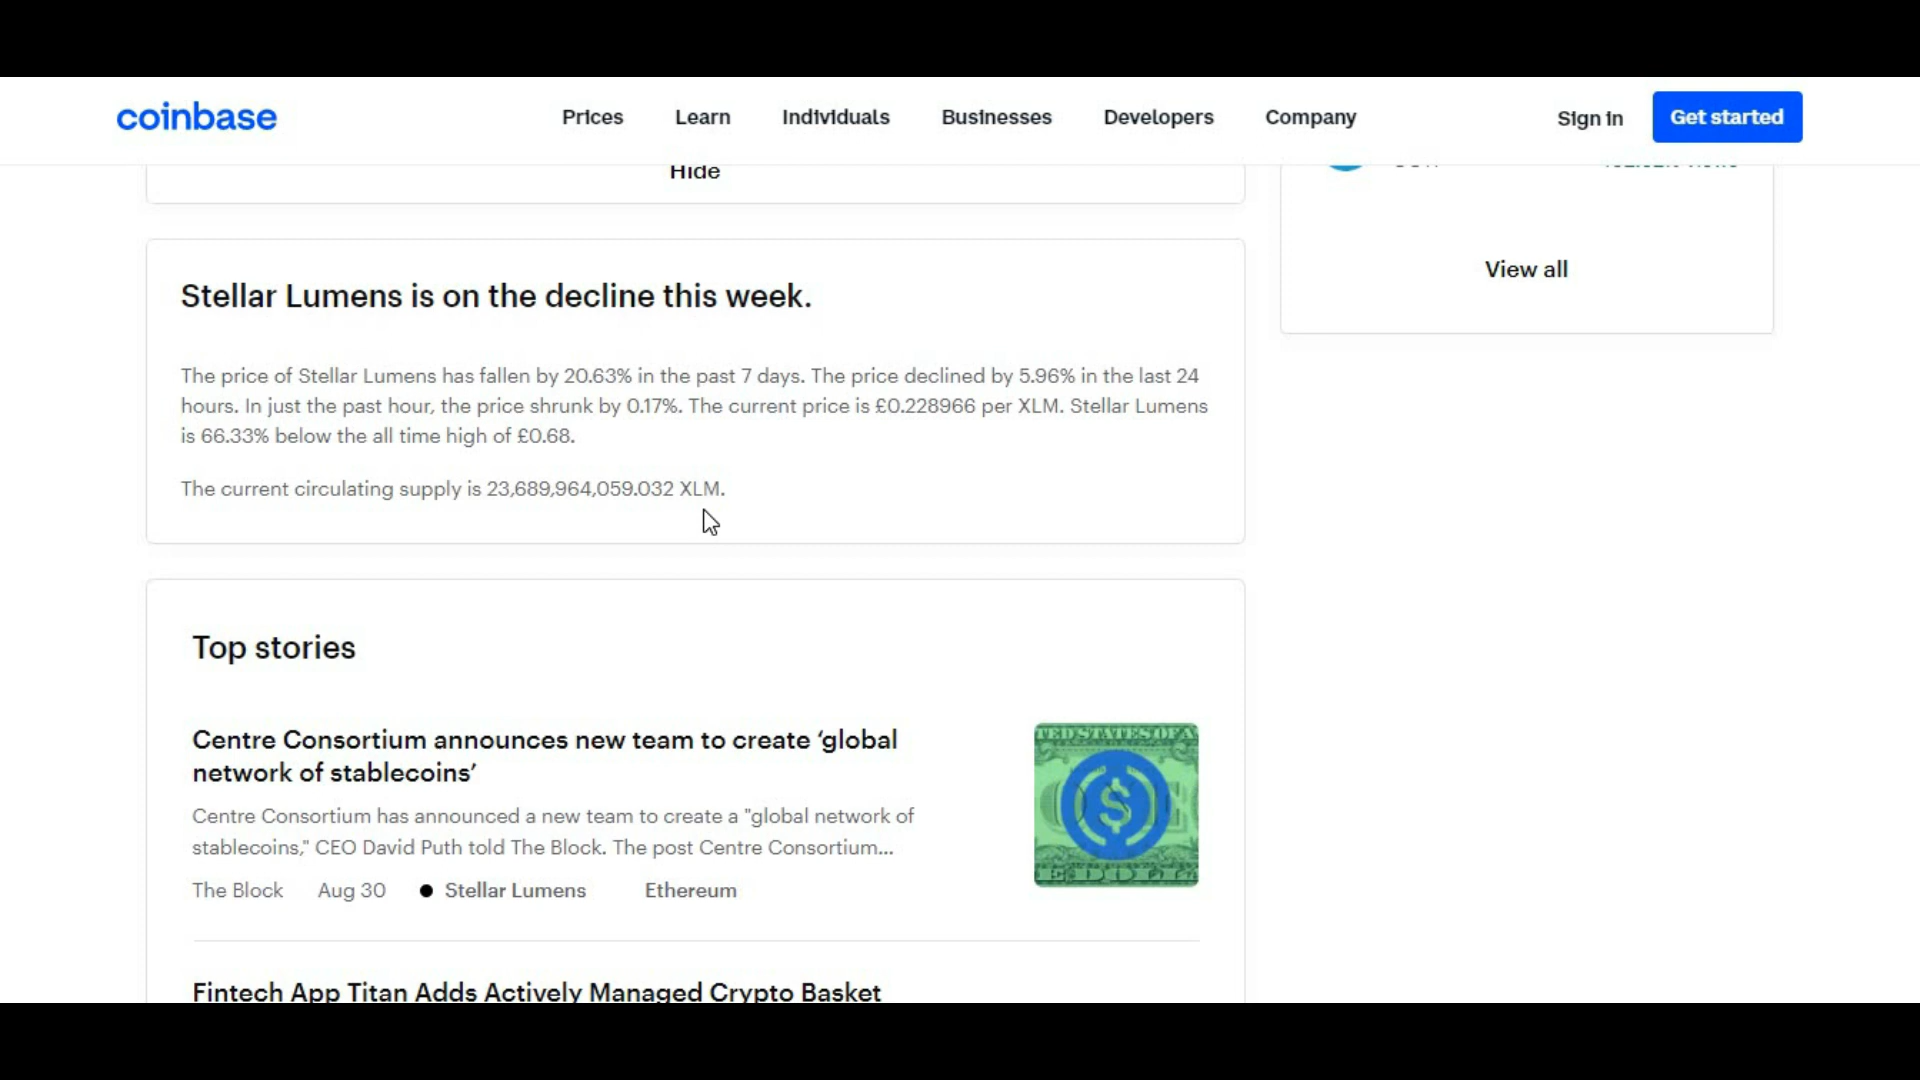 coinbase
Prices
Learn
Individuals
Businesses
Developers
Company
Sign in
Get started
Hide
View all
Stellar Lumens is on the decline this week.
The price of Stellar Lumens has fallen by 20.63% in the past 7 days. The price declined by 5.96% in the last 24
hours. In just the past hour, the price shrunk by 0.17%. The current price is £0.228966 per XLM. Stellar Lumens
is 66.33% below the all time high of £0.68.
The current circulating supply is 23,689,964,059.032 XLM.
Top stories
Centre Consortium announces new team to create ‘global
network of stablecoins’
Centre Consortium has announced a new team to create a "global network of
stablecoins," CEO David Puth told The Block. The post Centre Consortium...
The Block
Aug 30
Stellar Lumens
Ethereum
Fintech App Titan Adds Actively Managed Crypto Basket